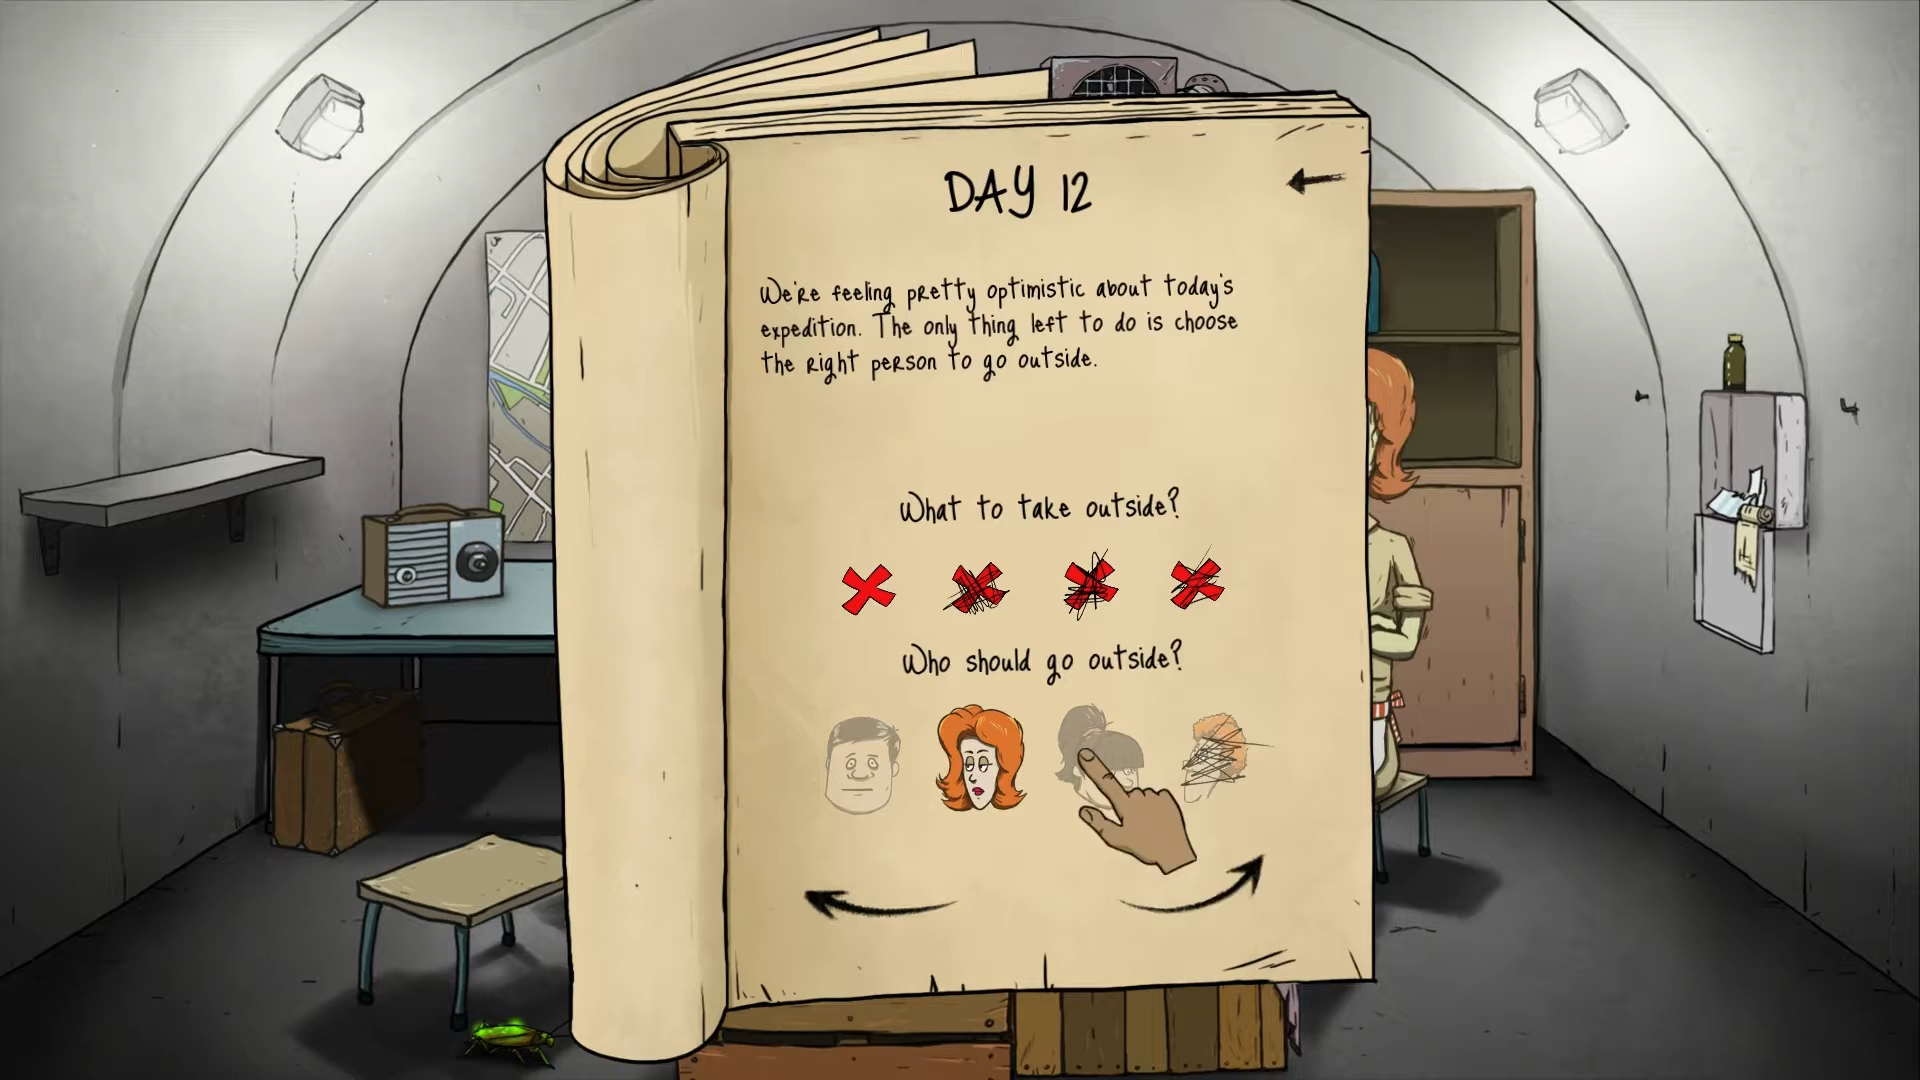 DAY 12
We're feeling pretty optimistic about today's
expedition. The only thing left to do is choose
the right person to go outside.
What to take outside?
Who should go outside?